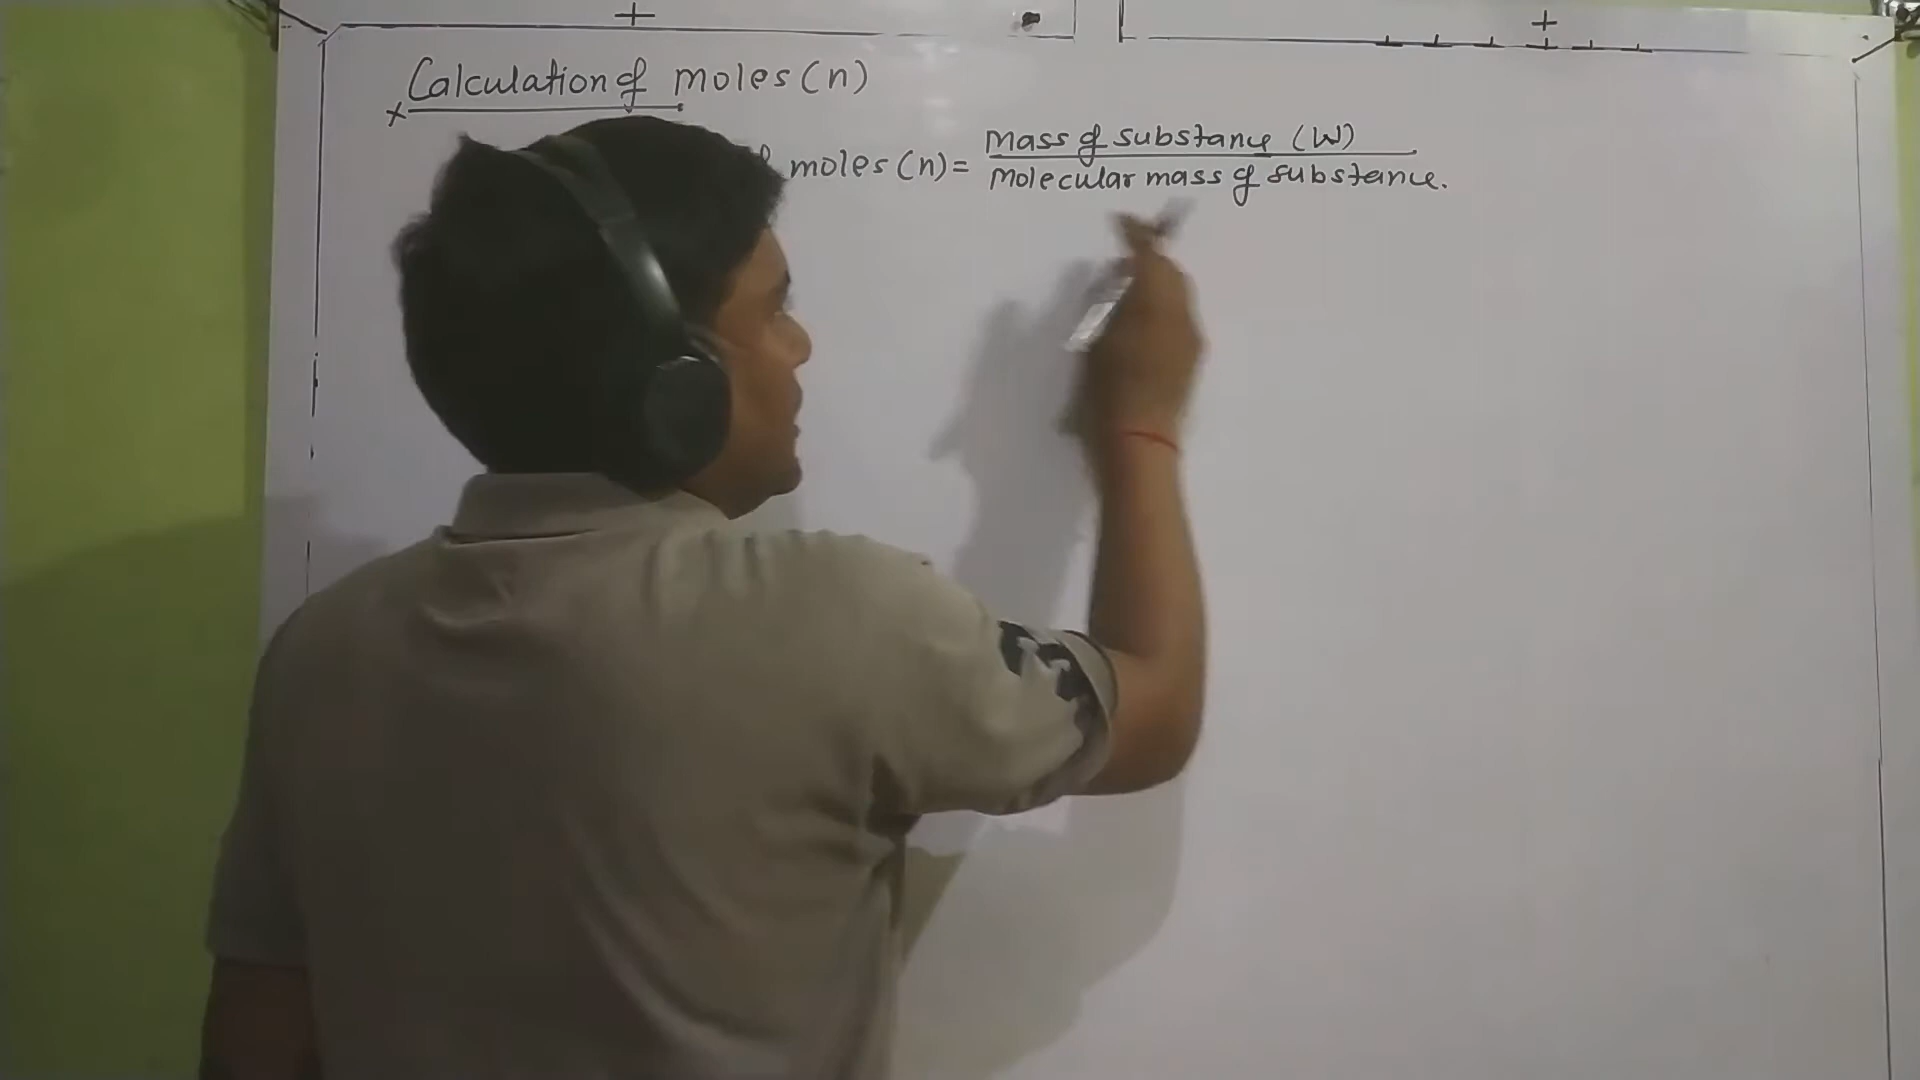 Calculation of moles (n)
moles (n) = Mass of substance (W)
Molecular mass of substance.